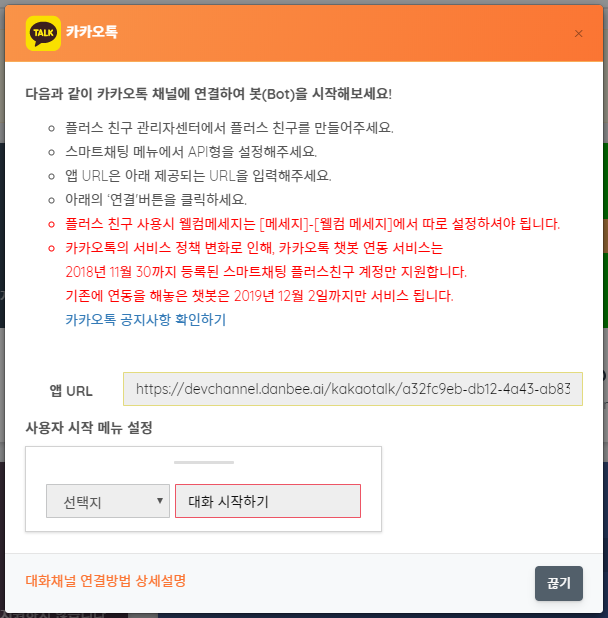 TALK 카카오톡 ×
다음과 같이 카카오톡 채널에 연결하여 봇(Bot)을 시작해보세요!
플러스 친구 관리자센터에서 플러스 친구를 만들어주세요.
스마트채팅 메뉴에서 API형을 설정해주세요.
앱 URL은 아래 제공되는 URL을 입력해주세요.
아래의 '연결'버튼을 클릭하세요.
플러스 친구 사용시 웰컴메세지는 [메세지]-[웰컴 메세지]에서 따로 설정하셔야 됩니다.
카카오톡의 서비스 정책 변화로 인해, 카카오톡 챗봇 연동 서비스는
2018년 11월 30까지 등록된 스마트채팅 플러스친구 계정만 지원합니다.
기존에 연동을 해놓은 챗봇은 2019년 12월 2일까지만 서비스 됩니다.
카카오톡 공지사항 확인하기
앱 URL https://devchannel.danbee.ai/kakaotalk/a32fc9eb-db12-4a43-ab83
사용자 시작 메뉴 설정
선택지 대화 시작하기
대화채널 연결방법 상세설명 끊기